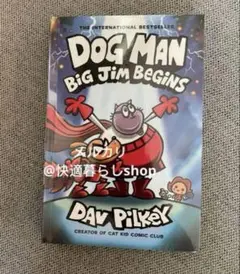 THE INTERNATIONAL BESTSELLER
DOG MAN
BIG JIM BEGINS
メルカリ
@快適暮らしshop
DAV PILKEY
CREATOR OF CAT KID COMIC CLUB